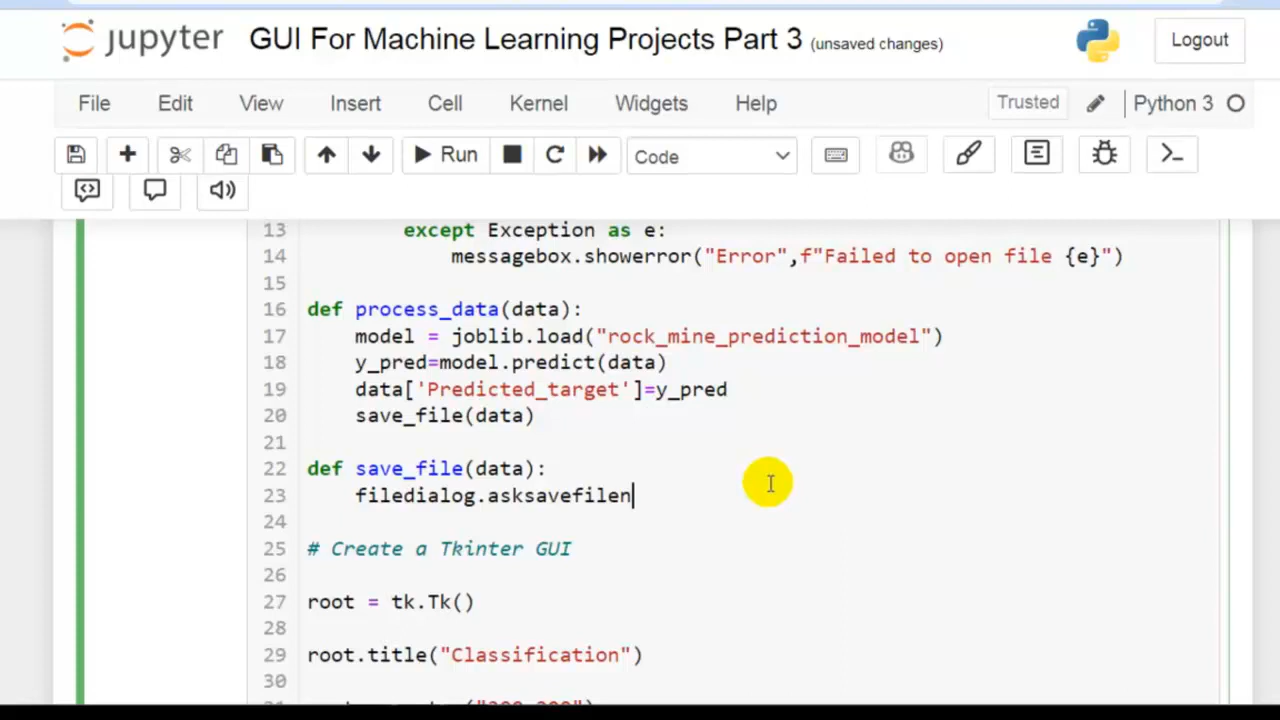 jupyter GUI For Machine Learning Projects Part 3 (unsaved changes) Logout
File Edit View Insert Cell Kernel Widgets Help Trusted Python 3
Run Code
13 except Exception as e:
14 messagebox.showerror("Error",f"Failed to open file {e}")
15
16 def process_data(data):
17 model = joblib.load("rock_mine_prediction_model")
18 y_pred=model.predict(data)
19 data['Predicted_target']=y_pred
20 save_file(data)
21
22 def save_file(data):
23 filedialog.asksavefilen
24
25 # Create a Tkinter GUI
26
27 root = tk.Tk()
28
29 root.title("Classification")
30